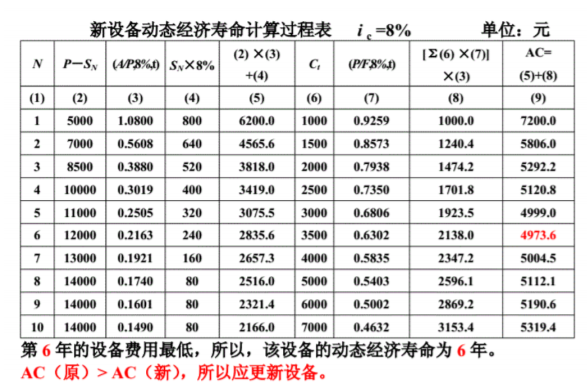 新设备动态经济寿命计算过程表 i c =8% 单位：元
N P－SN (A/P,8%,t) SN×8% (2) ×(3) +(4) Ct (P/F,8%,t) [Σ(6) ×(7)] ×(3) AC= (5)+(8)
(1) (2) (3) (4) (5) (6) (7) (8) (9)
1 5000 1.0800 800 6200.0 1000 0.9259 1000.0 7200.0
2 7000 0.5608 640 4565.6 1500 0.8573 1240.4 5806.0
3 8500 0.3880 520 3818.0 2000 0.7938 1474.2 5292.2
4 10000 0.3019 400 3419.0 2500 0.7350 1701.8 5120.8
5 11000 0.2505 320 3075.5 3000 0.6806 1923.5 4999.0
6 12000 0.2163 240 2835.6 3500 0.6302 2138.0 4973.6
7 13000 0.1921 160 2657.3 4000 0.5835 2347.2 5004.5
8 14000 0.1740 80 2516.0 5000 0.5403 2596.1 5112.1
9 14000 0.1601 80 2321.4 6000 0.5002 2869.2 5190.6
10 14000 0.1490 80 2166.0 7000 0.4632 3153.4 5319.4
第 6 年的设备费用最低，所以，该设备的动态经济寿命为 6 年。
AC（原）> AC（新），所以应更新设备。